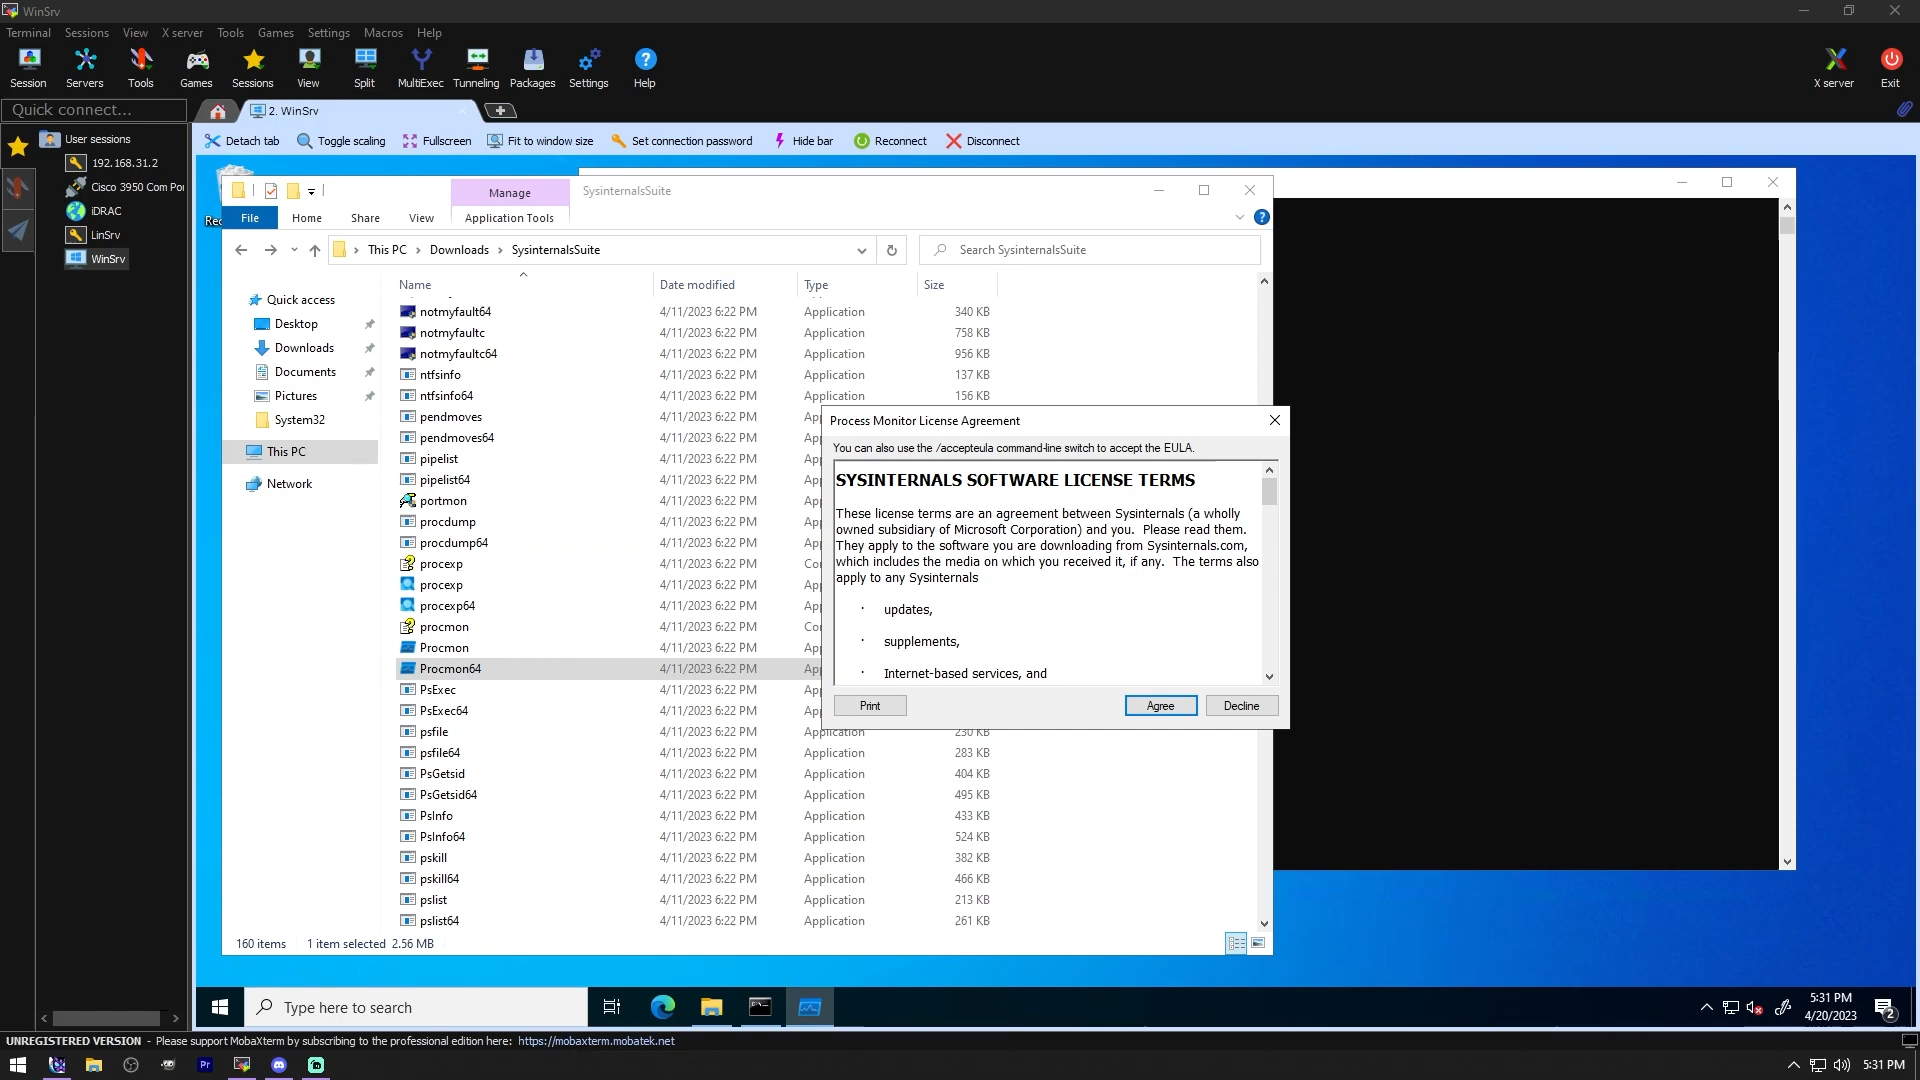 WinSrv
Terminal Sessions View X server Tools Games Settings Macros Help
Session Servers Tools Games Sessions View Split MultiExec Tunneling Packages Settings Help X server Exit
Quick connect...
2. WinSrv
Detach tab Toggle scaling Fullscreen Fit to window size Set connection password Hide bar Reconnect Disconnect
User sessions
192.168.31.2
Cisco 3950 Com Por
iDRAC
LinSrv
WinSrv
Rec
Manage SysinternalsSuite
File Home Share View Application Tools
This PC Downloads SysinternalsSuite Search SysinternalsSuite
Quick access
Desktop
Downloads
Documents
Pictures
System32
This PC
Network
Name Date modified Type Size
notmyfault64 4/11/2023 6:22 PM Application 340 KB
notmyfaultc 4/11/2023 6:22 PM Application 758 KB
notmyfaultc64 4/11/2023 6:22 PM Application 956 KB
ntfsinfo 4/11/2023 6:22 PM Application 137 KB
ntfsinfo64 4/11/2023 6:22 PM Application 156 KB
pendmoves 4/11/2023 6:22 PM App
pendmoves64 4/11/2023 6:22 PM App
pipelist 4/11/2023 6:22 PM App
pipelist64 4/11/2023 6:22 PM App
portmon 4/11/2023 6:22 PM App
procdump 4/11/2023 6:22 PM App
procdump64 4/11/2023 6:22 PM App
procexp 4/11/2023 6:22 PM Co
procexp 4/11/2023 6:22 PM App
procexp64 4/11/2023 6:22 PM App
procmon 4/11/2023 6:22 PM Co
Procmon 4/11/2023 6:22 PM App
Procmon64 4/11/2023 6:22 PM App
PsExec 4/11/2023 6:22 PM App
PsExec64 4/11/2023 6:22 PM App
psfile 4/11/2023 6:22 PM Application 230 KB
psfile64 4/11/2023 6:22 PM Application 283 KB
PsGetsid 4/11/2023 6:22 PM Application 404 KB
PsGetsid64 4/11/2023 6:22 PM Application 495 KB
PsInfo 4/11/2023 6:22 PM Application 433 KB
PsInfo64 4/11/2023 6:22 PM Application 524 KB
pskill 4/11/2023 6:22 PM Application 382 KB
pskill64 4/11/2023 6:22 PM Application 466 KB
pslist 4/11/2023 6:22 PM Application 213 KB
pslist64 4/11/2023 6:22 PM Application 261 KB
160 items 1 item selected 2.56 MB
Process Monitor License Agreement
You can also use the /accepteula command-line switch to accept the EULA.
SYSINTERNALS SOFTWARE LICENSE TERMS
These license terms are an agreement between Sysinternals (a wholly
owned subsidiary of Microsoft Corporation) and you. Please read them.
They apply to the software you are downloading from Sysinternals.com,
which includes the media on which you received it, if any. The terms also
apply to any Sysinternals
· updates,
· supplements,
· Internet-based services, and
Print Agree Decline
Type here to search
5:31 PM
4/20/2023
2
UNREGISTERED VERSION - Please support MobaXterm by subscribing to the professional edition here: https://mobaxterm.mobatek.net
Pr
5:31 PM